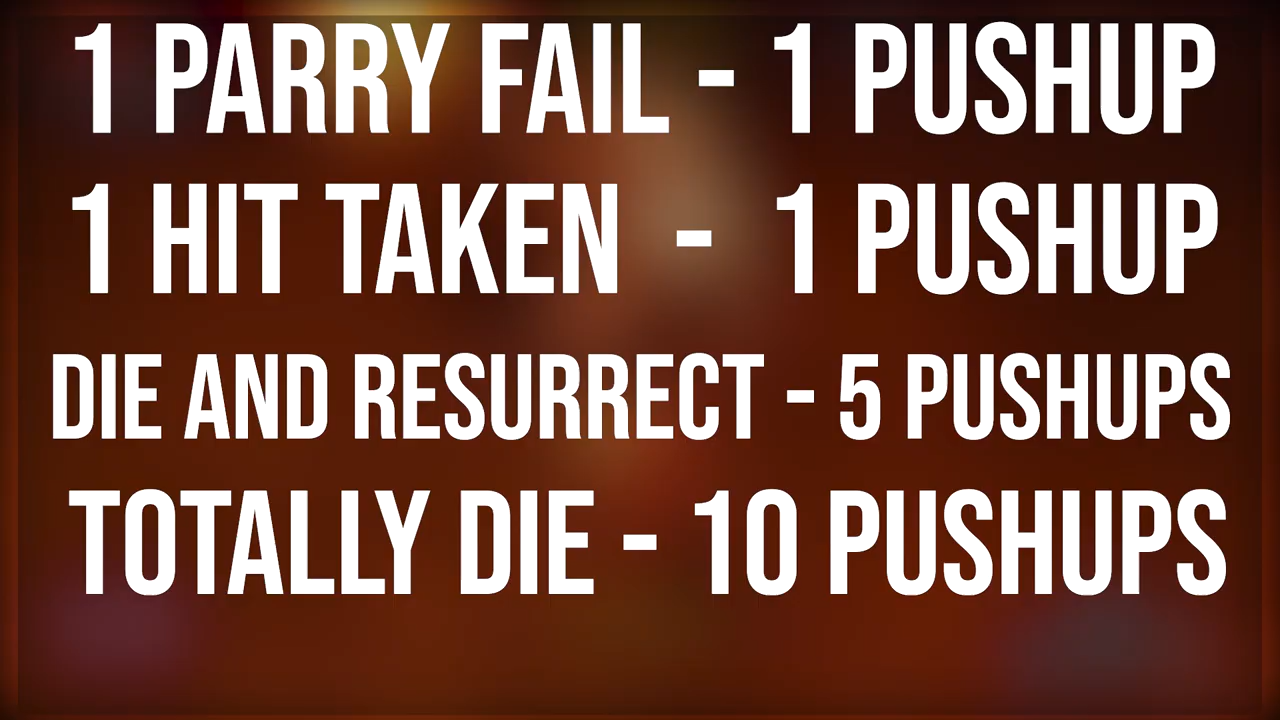 1 PARRY FAIL - 1 PUSHUP
1 HIT TAKEN - 1 PUSHUP
DIE AND RESURRECT - 5 PUSHUPS
TOTALLY DIE - 10 PUSHUPS